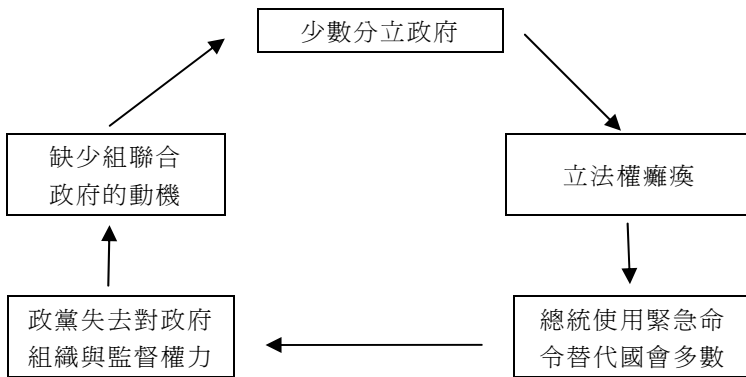 少數分立政府
立法權癱瘓
總統使用緊急命
令替代國會多數
政黨失去對政府
組織與監督權力
缺少組聯合
政府的動機